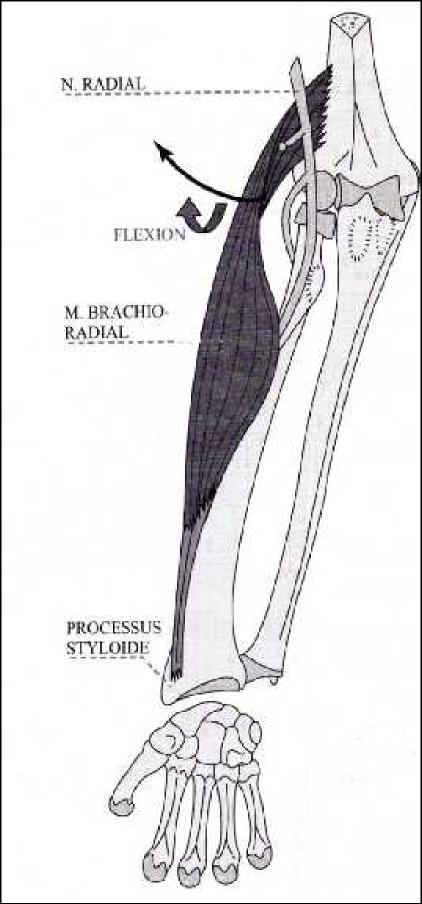 N. RADIAL
FLEXION
M. BRACHIO-
RADIAL
PROCESSUS
STYLOIDE